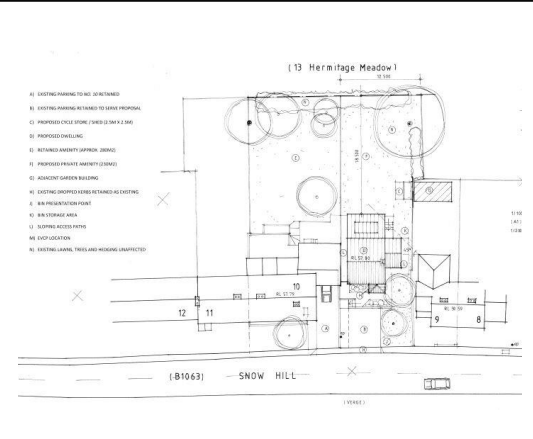 (13 Hermitage Meadow)
12 500
A) EXISTING PARKING TO NO. 10 RETAINED
B) EXISTING PARKING RETAINED TO SERVE PROPOSAL
C) PROPOSED CYCLE STORE / SHED (2.5M X 2.5M)
D) PROPOSED DWELLING
E) RETAINED AMENITY (APPROX 280M2)
F) PROPOSED PRIVATE AMENITY (230M2)
G) ADJACENT GARDEN BUILDING
H) EXISTING DROPPED KERBS RETAINED AS EXISTING
J) BIN PRESENTATION POINT
K) BIN STORAGE AREA
L) SLOPING ACCESS PATHS
M) EVCP LOCATION
N) EXISTING LAWNS, TREES AND HEDGING UNAFFECTED
10
12
11
9
8
(B1063) SNOW HILL
(VERGE)